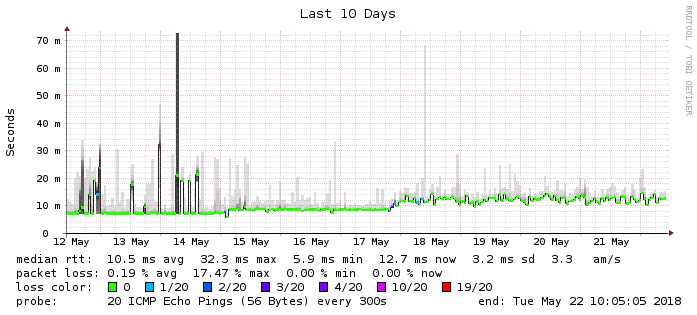 Last 10 Days
RRDTOOL / TOBI OETIKER
Seconds
70 m
60 m
50 m
40 m
30 m
20 m
10 m
0
12 May 13 May 14 May 15 May 16 May 17 May 18 May 19 May 20 May 21 May
median rtt: 10.5 ms avg 32.3 ms max 5.9 ms min 12.7 ms now 3.2 ms sd 3.3 am/s
packet loss: 0.19 % avg 17.47 % max 0.00 % min 0.00 % now
loss color: 0 1/20 2/20 3/20 4/20 10/20 19/20
probe: 20 ICMP Echo Pings (56 Bytes) every 300s end: Tue May 22 10:05:05 2018